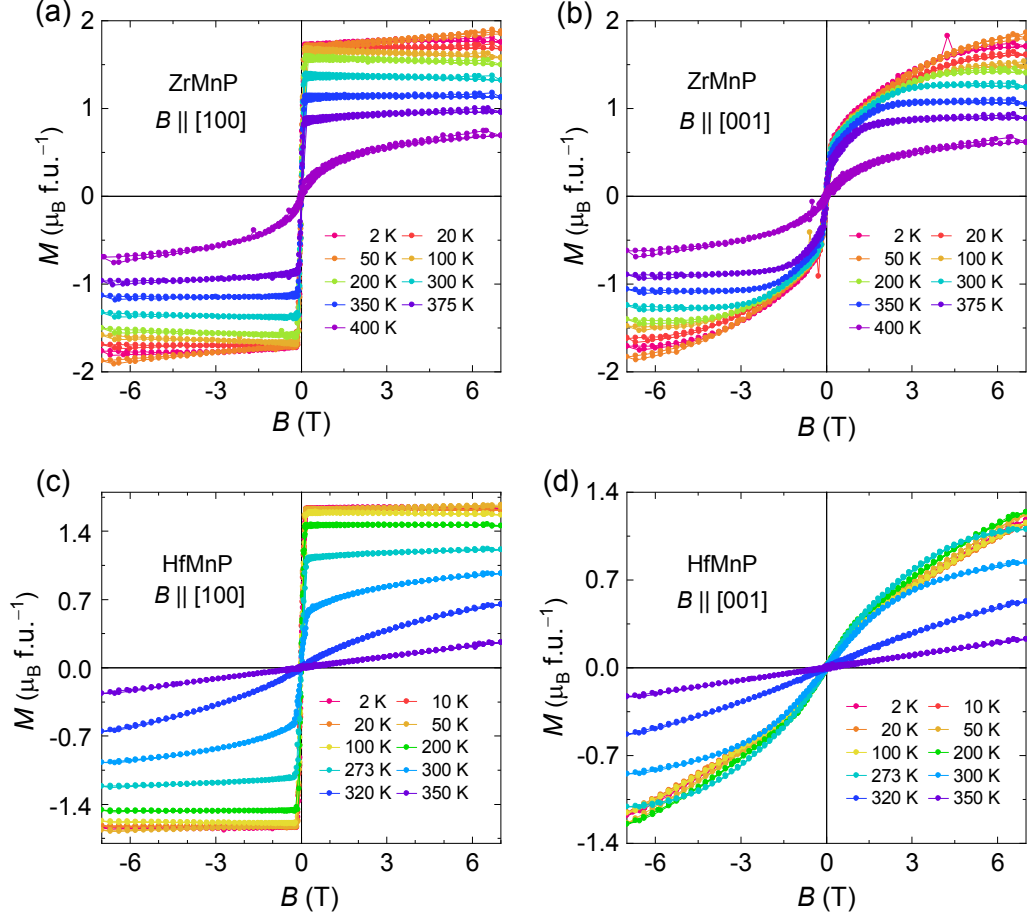 (a)
ZrMnP
B || [100]
2
1
0
-1
-2
M (μB f.u.⁻¹)
2 K 20 K
50 K 100 K
200 K 300 K
350 K 375 K
400 K
-6 -3 0 3 6
B (T)
(b)
ZrMnP
B || [001]
2
1
0
-1
-2
M (μB f.u.⁻¹)
2 K 20 K
50 K 100 K
200 K 300 K
350 K 375 K
400 K
-6 -3 0 3 6
B (T)
(c)
HfMnP
B || [100]
1.4
0.7
0.0
-0.7
-1.4
M (μB f.u.⁻¹)
2 K 10 K
20 K 50 K
100 K 200 K
273 K 300 K
320 K 350 K
-6 -3 0 3 6
B (T)
(d)
HfMnP
B || [001]
1.4
0.7
0.0
-0.7
-1.4
M (μB f.u.⁻¹)
2 K 10 K
20 K 50 K
100 K 200 K
273 K 300 K
320 K 350 K
-6 -3 0 3 6
B (T)